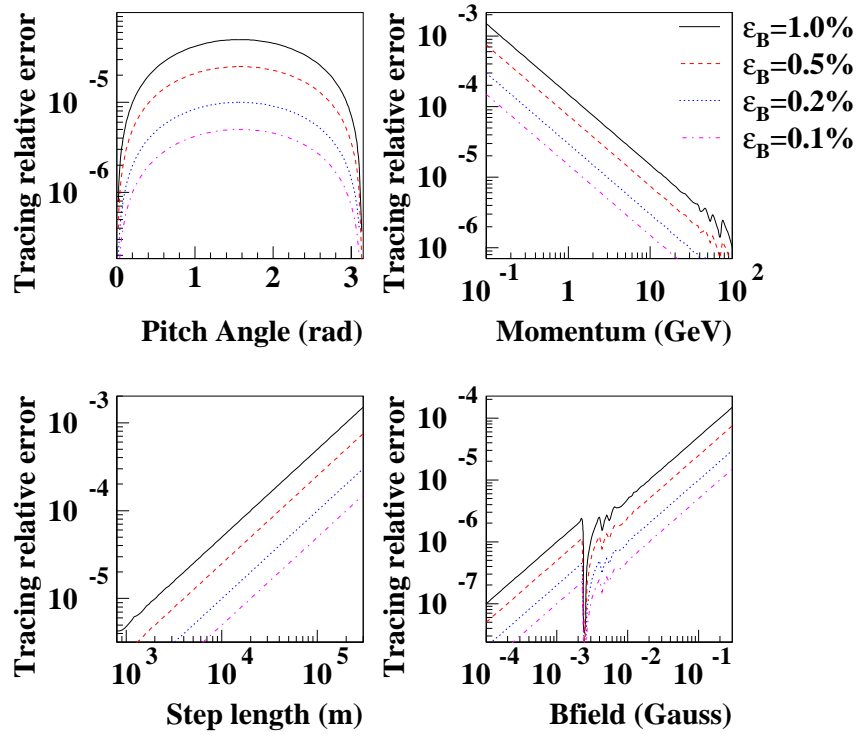 Tracing relative error
10^-5
10^-6
0 1 2 3
Pitch Angle (rad)
Tracing relative error
10^-3
10^-4
10^-5
10^-6
10^-1 1 10 10^2
Momentum (GeV)
ε_B=1.0%
ε_B=0.5%
ε_B=0.2%
ε_B=0.1%
Tracing relative error
10^-3
10^-4
10^-5
10^3 10^4 10^5
Step length (m)
Tracing relative error
10^-4
10^-5
10^-6
10^-7
10^-4 10^-3 10^-2 10^-1
Bfield (Gauss)